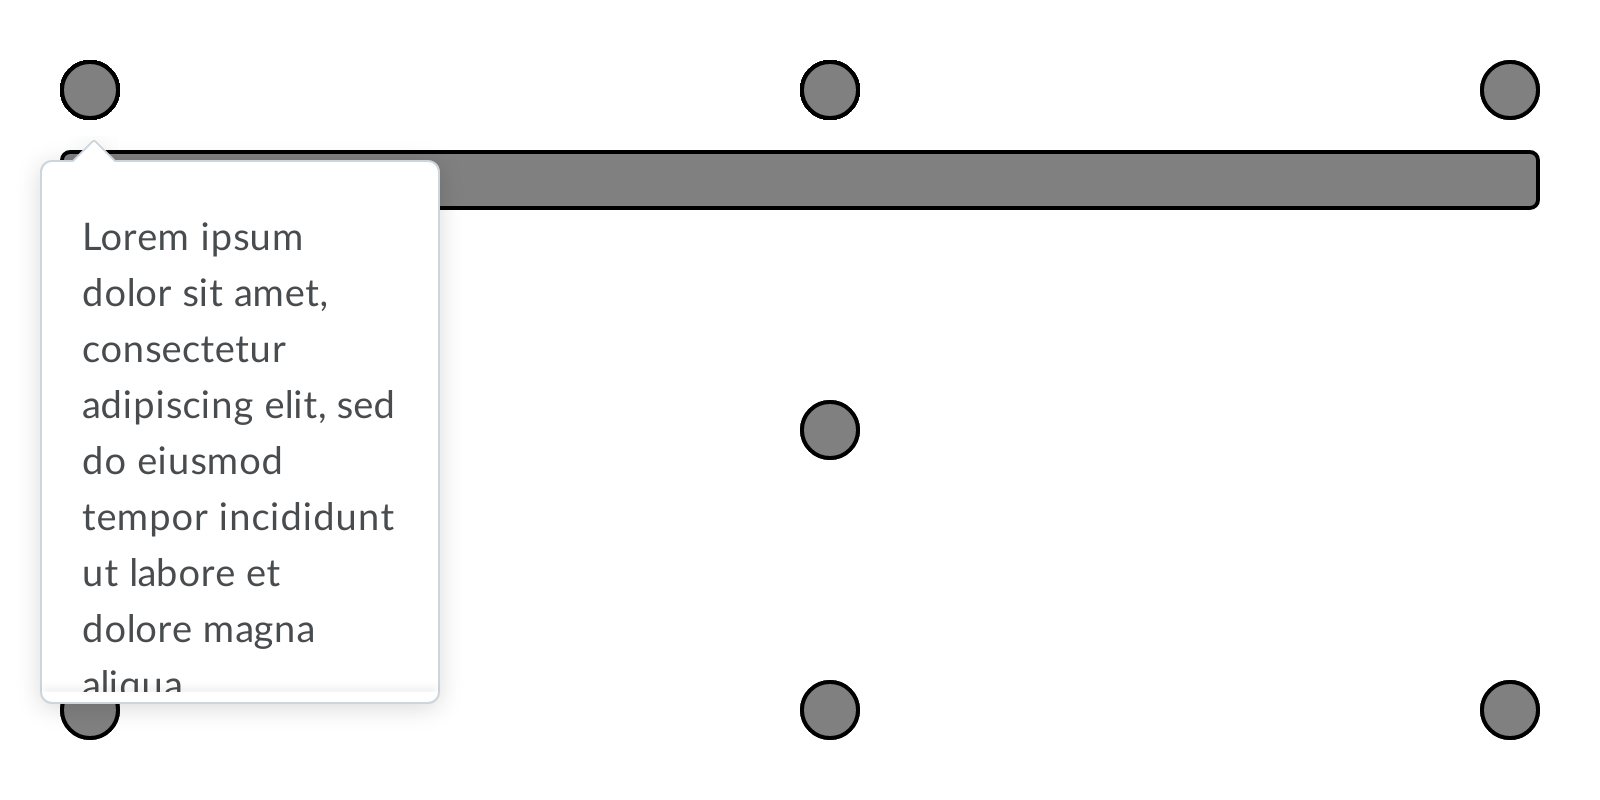 Lorem ipsum
dolor sit amet,
consectetur
adipiscing elit, sed
do eiusmod
tempor incididunt
ut labore et
dolore magna
aliqua